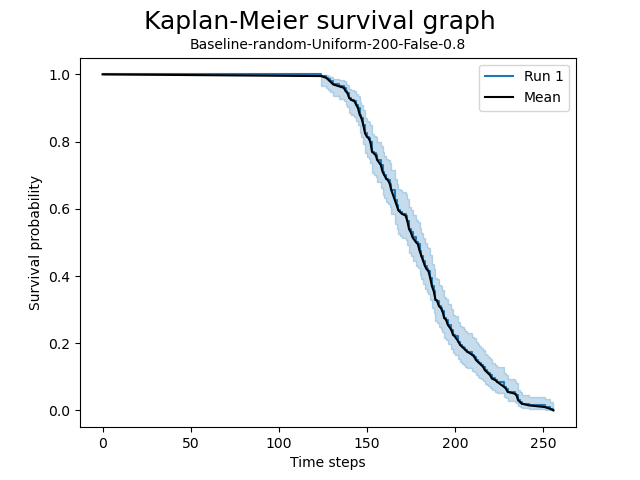 Kaplan-Meier survival graph
Baseline-random-Uniform-200-False-0.8
Run 1
Mean
Survival probability
1.0
0.8
0.6
0.4
0.2
0.0
0 50 100 150 200 250
Time steps